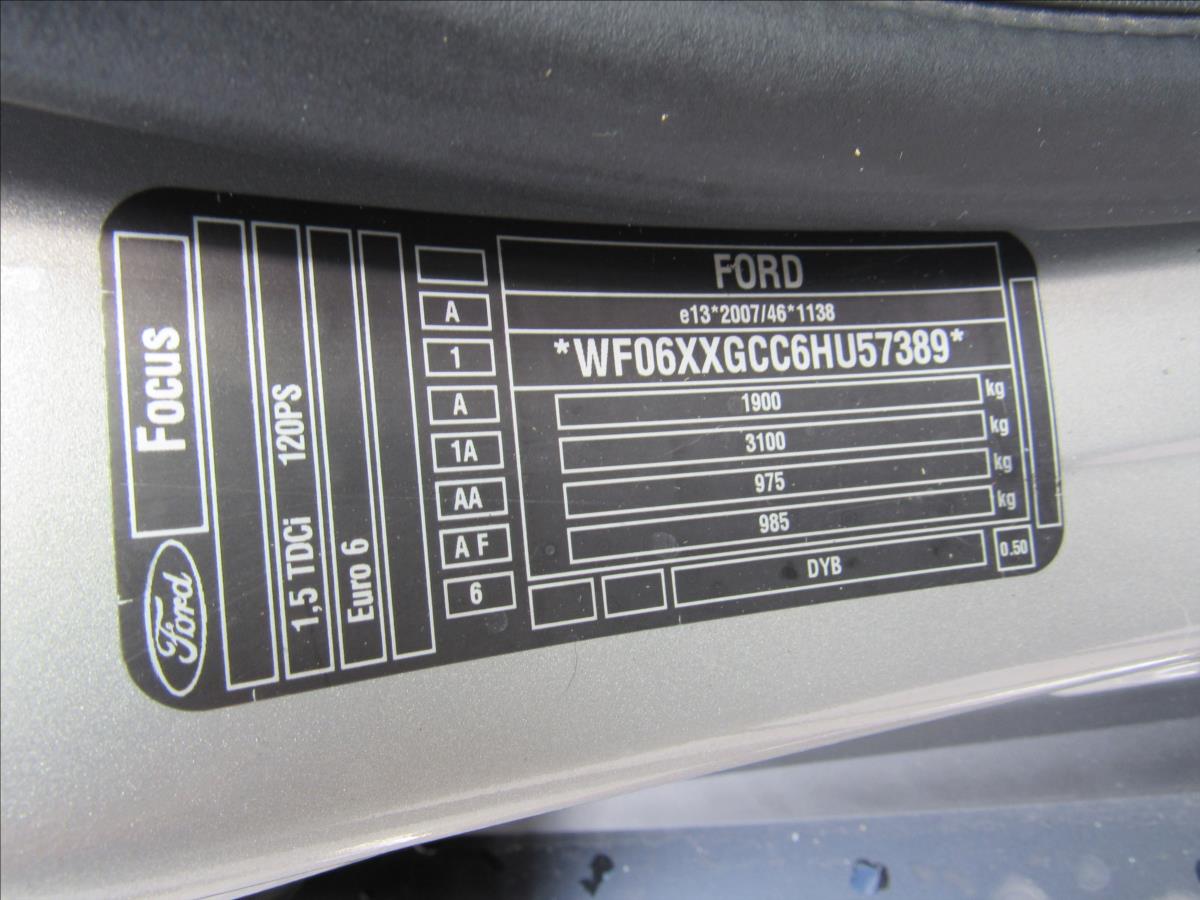 Focus
Ford
1,5 TDCi 120PS
Euro 6
A
1
A
1A
AA
A F
6
FORD
e13*2007/46*1138
*WF06XXGCC6HU57389*
1900 kg
3100 kg
975 kg
985 kg
DYB
0.50